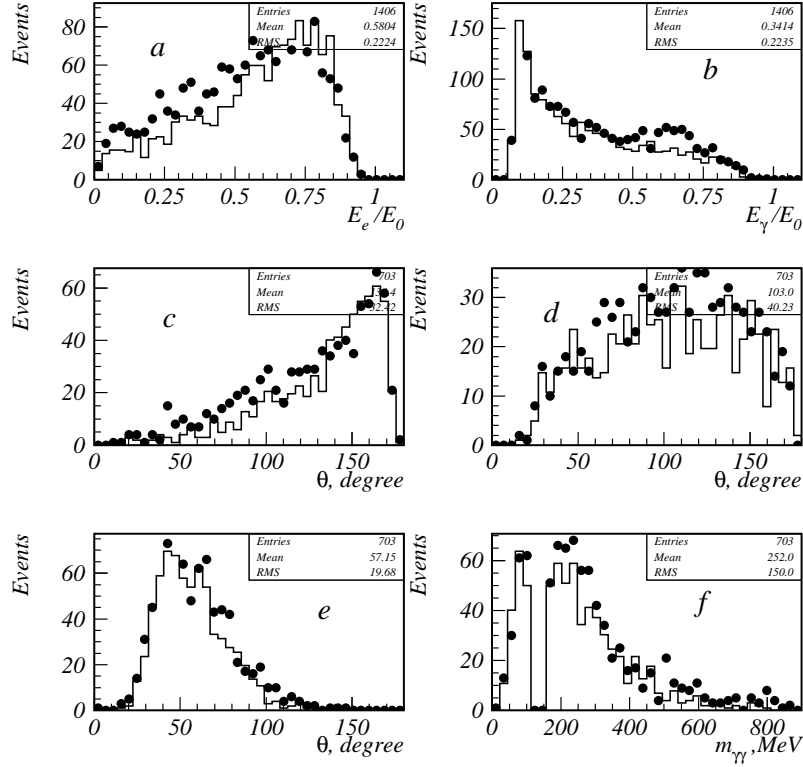 Events
80
60
40
20
0
0 0.25 0.5 0.75 1
E_e/E_0
a
Entries 1406
Mean 0.5804
RMS 0.2224
Events
150
100
50
0
0 0.25 0.5 0.75 1
E_γ/E_0
b
Entries 1406
Mean 0.3414
RMS 0.2235
Events
60
40
20
0
0 50 100 150
θ, degree
c
Entries 703
Mean
RMS 32.42
Events
30
20
10
0
0 50 100 150
θ, degree
d
Entries 703
Mean 103.0
RMS 40.23
Events
60
40
20
0
0 50 100 150
θ, degree
e
Entries 703
Mean 57.15
RMS 19.68
Events
60
40
20
0
0 200 400 600 800
m_γγ, MeV
f
Entries 703
Mean 252.0
RMS 150.0